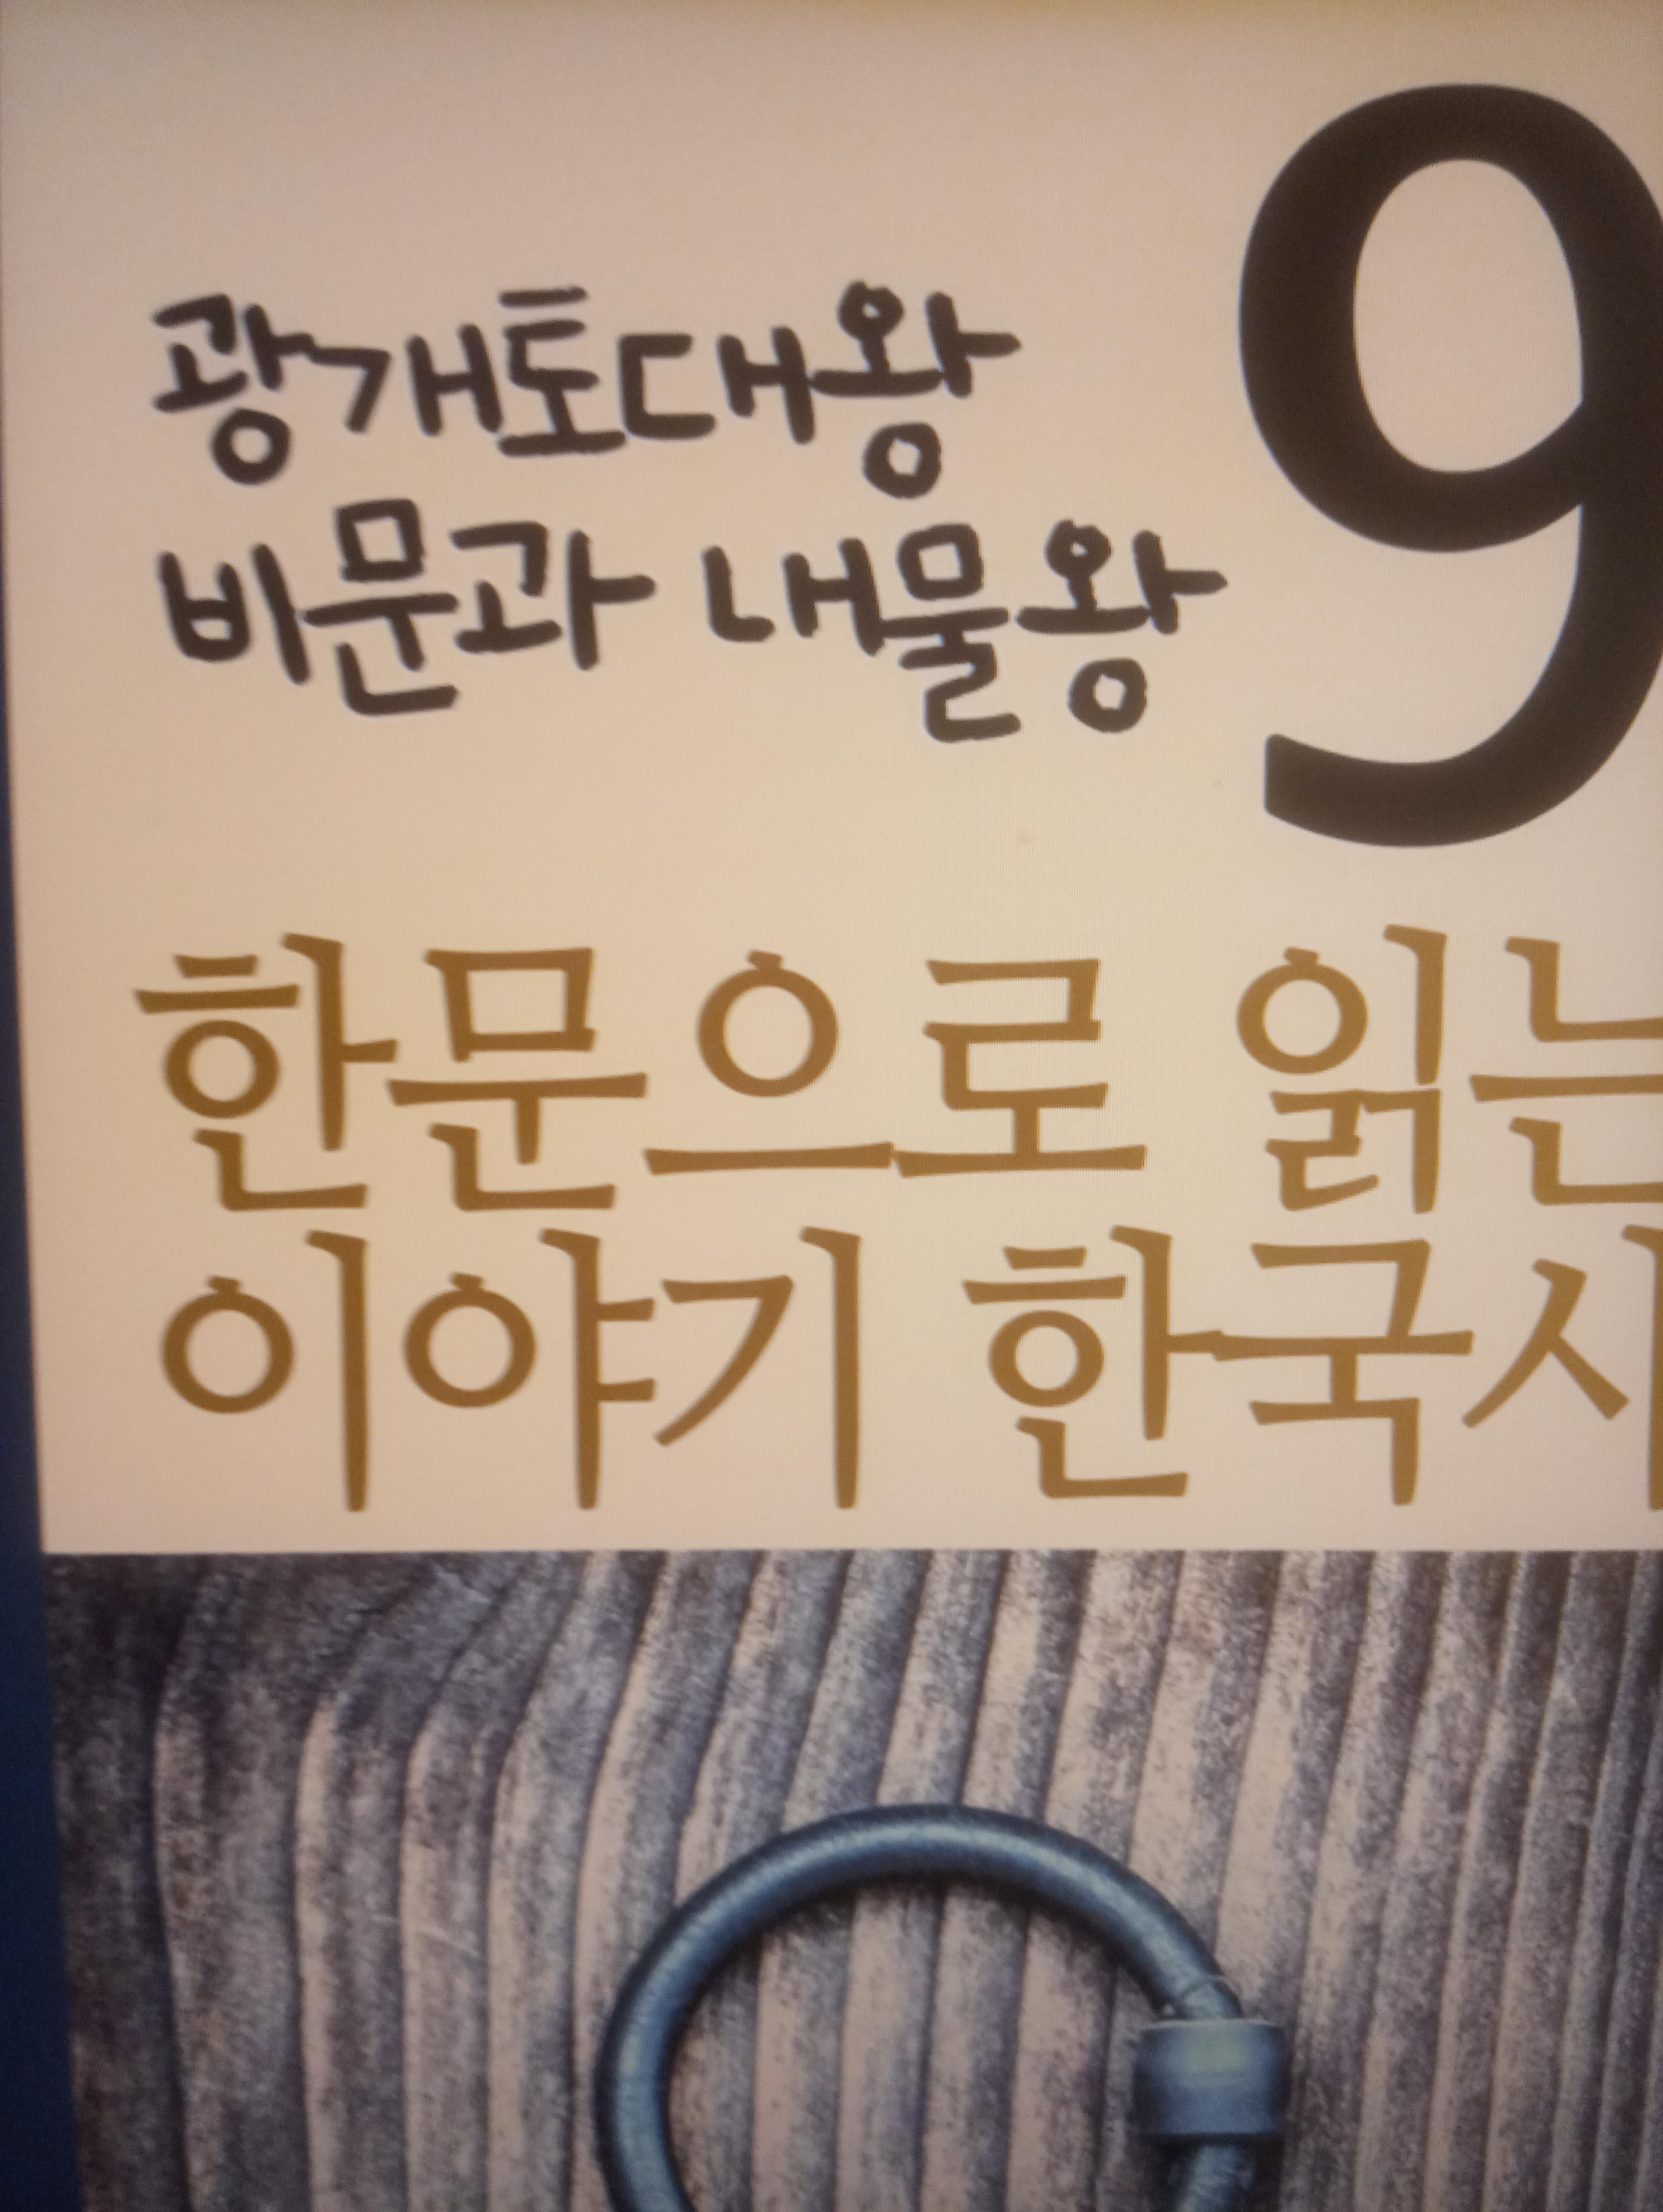 광개토대왕
비문과 내물왕
9
한문으로 읽는
이야기 한국사